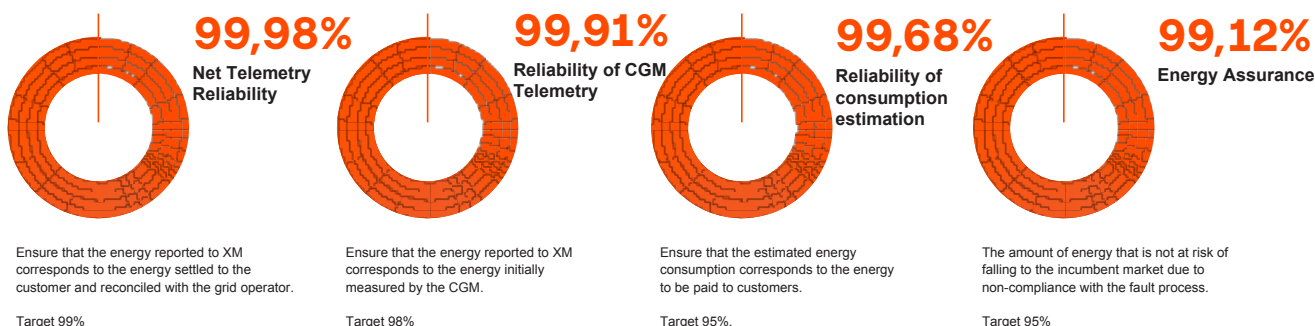 99,98%
Net Telemetry
Reliability
Ensure that the energy reported to XM
corresponds to the energy settled to the
customer and reconciled with the grid operator.
Target 99%
99,91%
Reliability of CGM
Telemetry
Ensure that the energy reported to XM
corresponds to the energy initially
measured by the CGM.
Target 98%
99,68%
Reliability of
consumption
estimation
Ensure that the estimated energy
consumption corresponds to the energy
to be paid to customers.
Target 95%.
99,12%
Energy Assurance
The amount of energy that is not at risk of
falling to the incumbent market due to
non-compliance with the fault process.
Target 95%